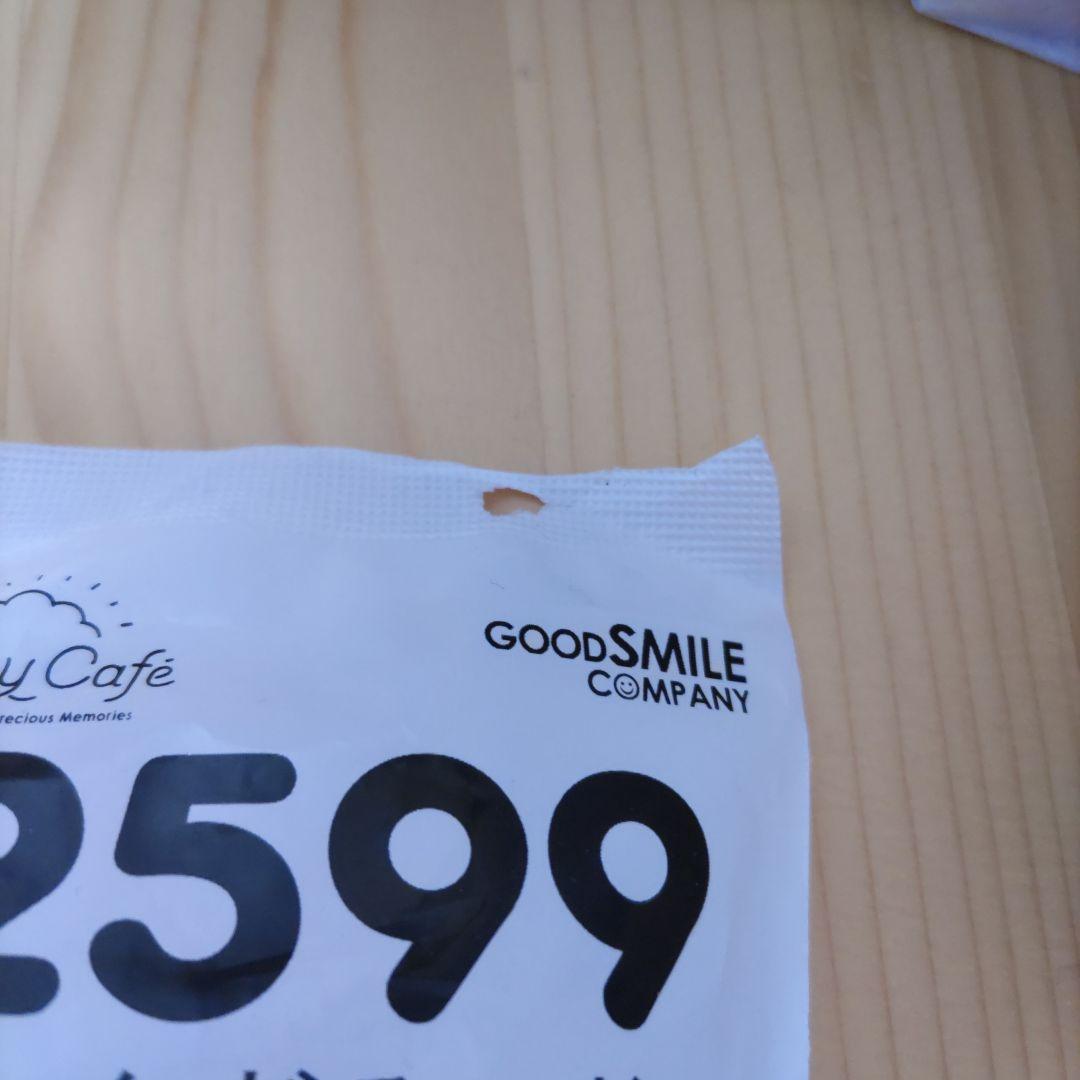 y Café
recious Memories
GOODSMILE
COMPANY
2599